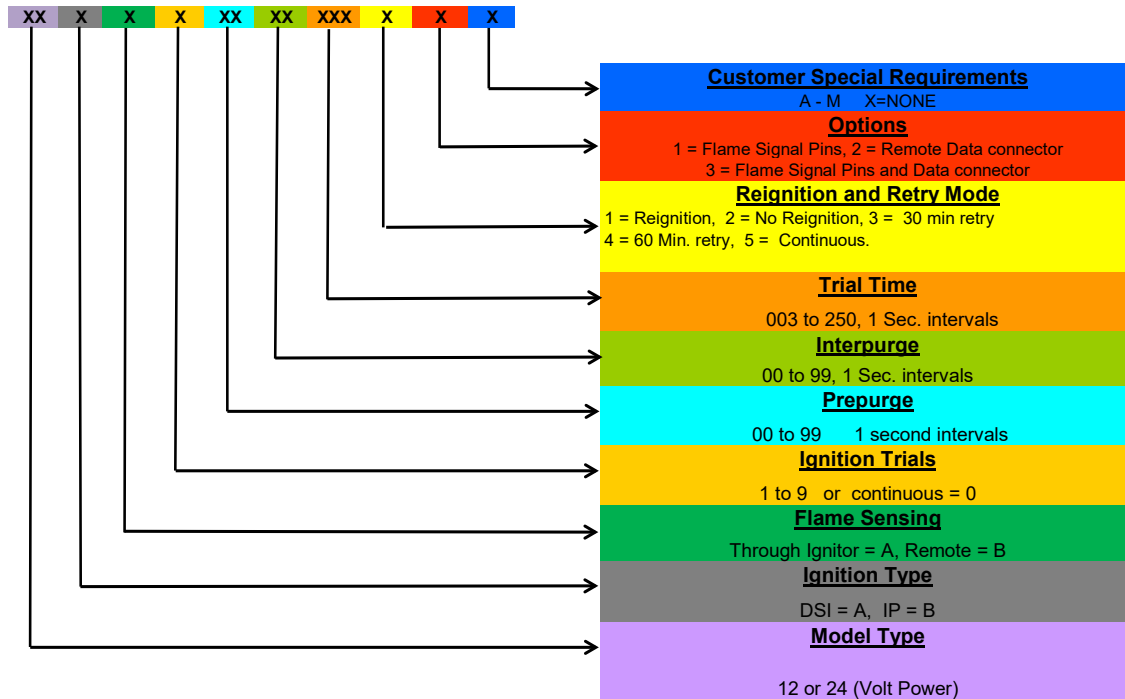 XX X X X XX XX XXX X X X
Customer Special Requirements
A - M X=NONE
Options
1 = Flame Signal Pins, 2 = Remote Data connector
3 = Flame Signal Pins and Data connector
Reignition and Retry Mode
1 = Reignition, 2 = No Reignition, 3 = 30 min retry
4 = 60 Min. retry, 5 = Continuous.
Trial Time
003 to 250, 1 Sec. intervals
Interpurge
00 to 99, 1 Sec. intervals
Prepurge
00 to 99 1 second intervals
Ignition Trials
1 to 9 or continuous = 0
Flame Sensing
Through Ignitor = A, Remote = B
Ignition Type
DSI = A, IP = B
Model Type
12 or 24 (Volt Power)